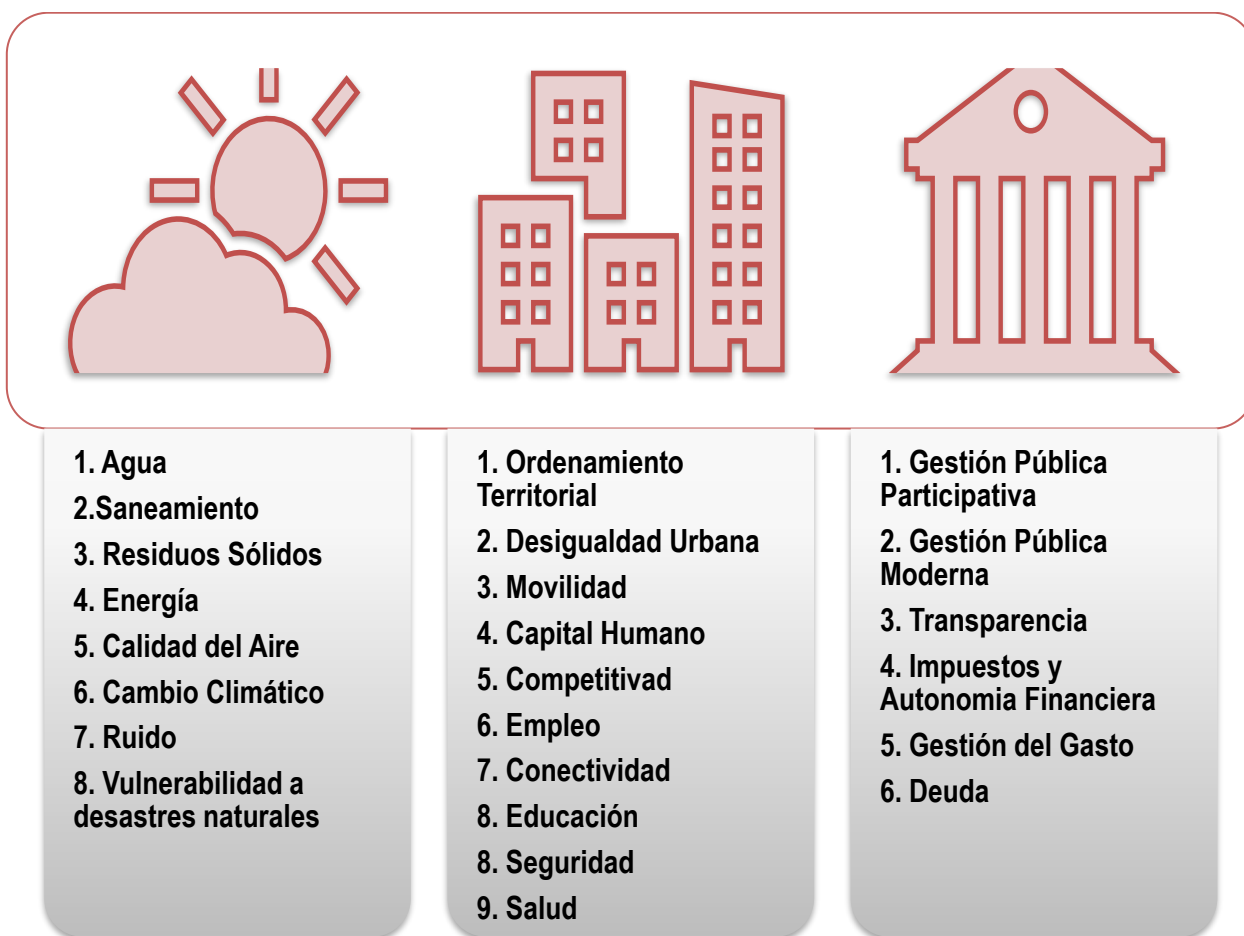 1. Agua
2.Saneamiento
3. Residuos Sólidos
4. Energía
5. Calidad del Aire
6. Cambio Climático
7. Ruido
8. Vulnerabilidad a
desastres naturales
1. Ordenamiento
Territorial
2. Desigualdad Urbana
3. Movilidad
4. Capital Humano
5. Competitivad
6. Empleo
7. Conectividad
8. Educación
8. Seguridad
9. Salud
1. Gestión Pública
Participativa
2. Gestión Pública
Moderna
3. Transparencia
4. Impuestos y
Autonomia Financiera
5. Gestión del Gasto
6. Deuda